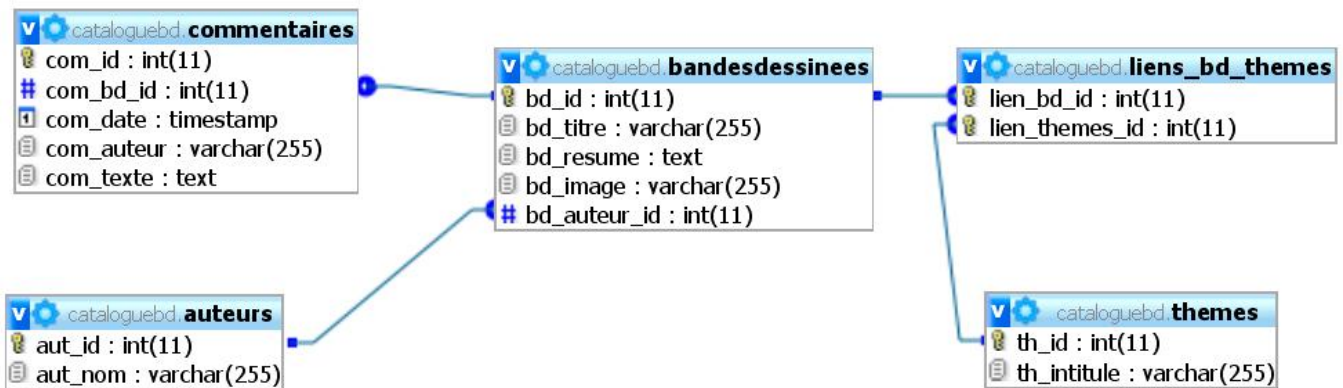 cataloguebd.commentaires
com_id : int(11)
# com_bd_id : int(11)
com_date : timestamp
com_auteur : varchar(255)
com_texte : text
cataloguebd.bandesdessinees
bd_id : int(11)
bd_titre : varchar(255)
bd_resume : text
bd_image : varchar(255)
# bd_auteur_id : int(11)
cataloguebd.liens_bd_themes
lien_bd_id : int(11)
lien_themes_id : int(11)
cataloguebd.auteurs
aut_id : int(11)
aut_nom : varchar(255)
cataloguebd.themes
th_id : int(11)
th_intitule : varchar(255)